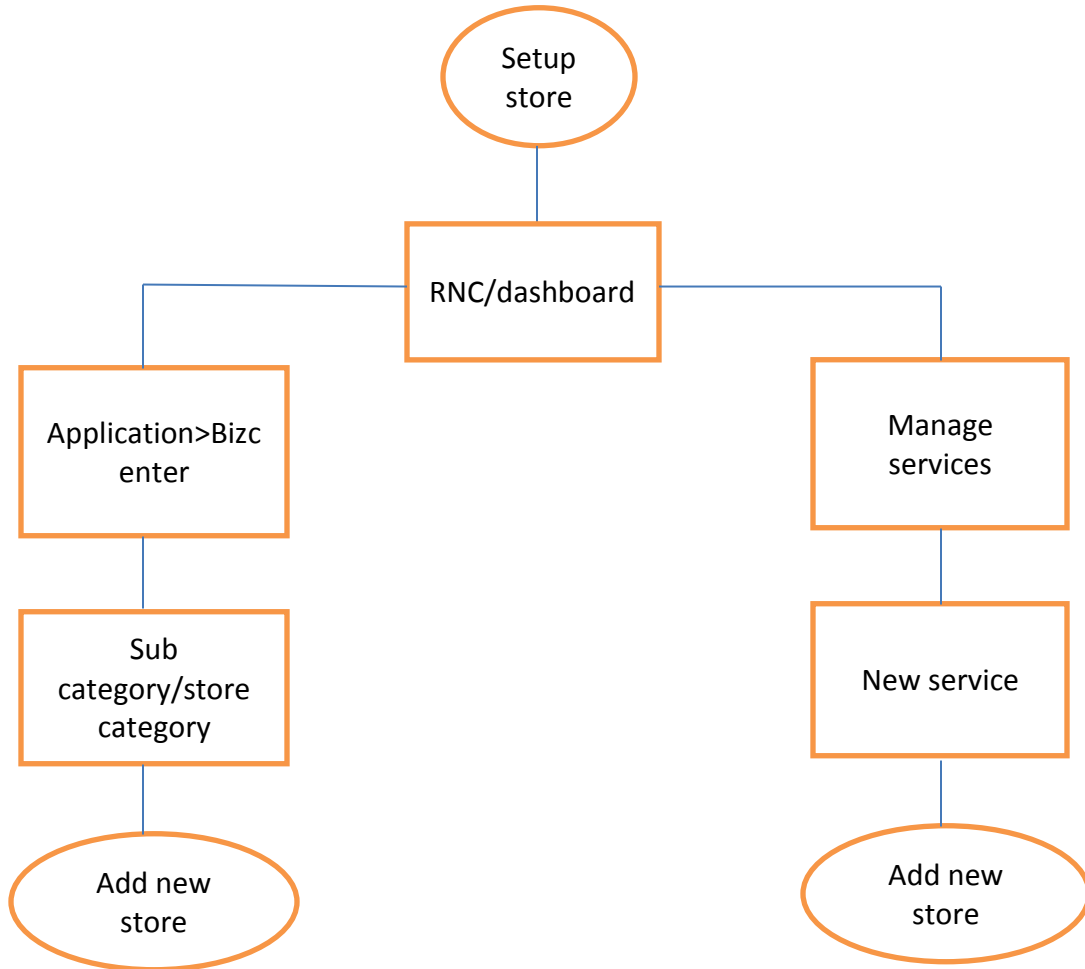 Setup
store
RNC/dashboard
Application>Bizc
enter
Manage
services
Sub
category/store
category
New service
Add new
store
Add new
store